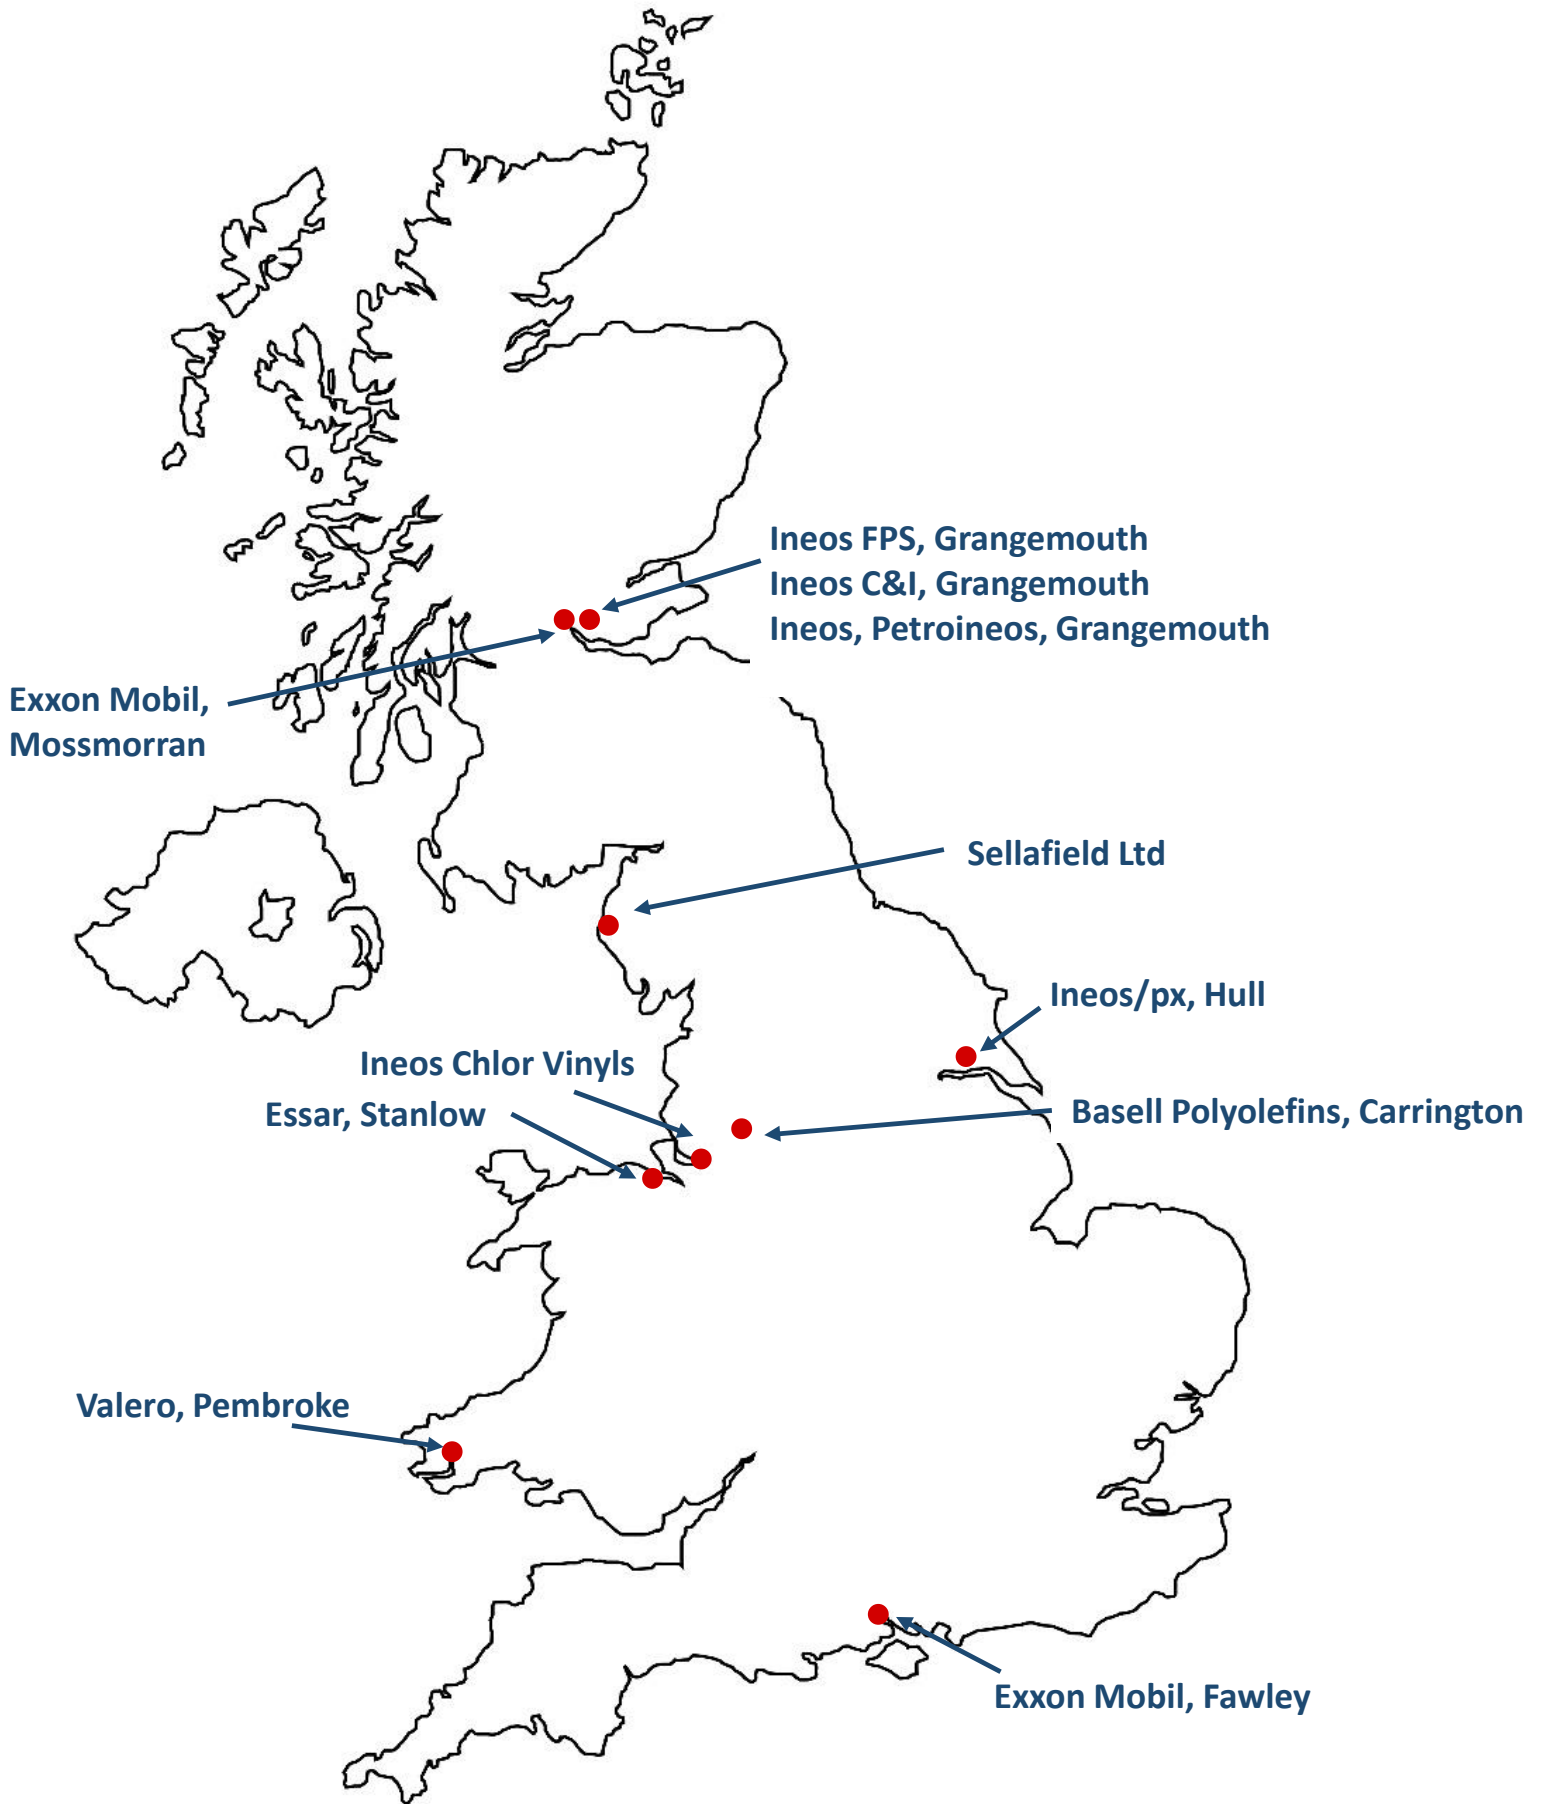 Ineos FPS, Grangemouth
Ineos C&I, Grangemouth
Ineos, Petroineos, Grangemouth
Exxon Mobil,
Mossmorran
Sellafield Ltd
Ineos/px, Hull
Ineos Chlor Vinyls
Essar, Stanlow
Basell Polyolefins, Carrington
Valero, Pembroke
Exxon Mobil, Fawley